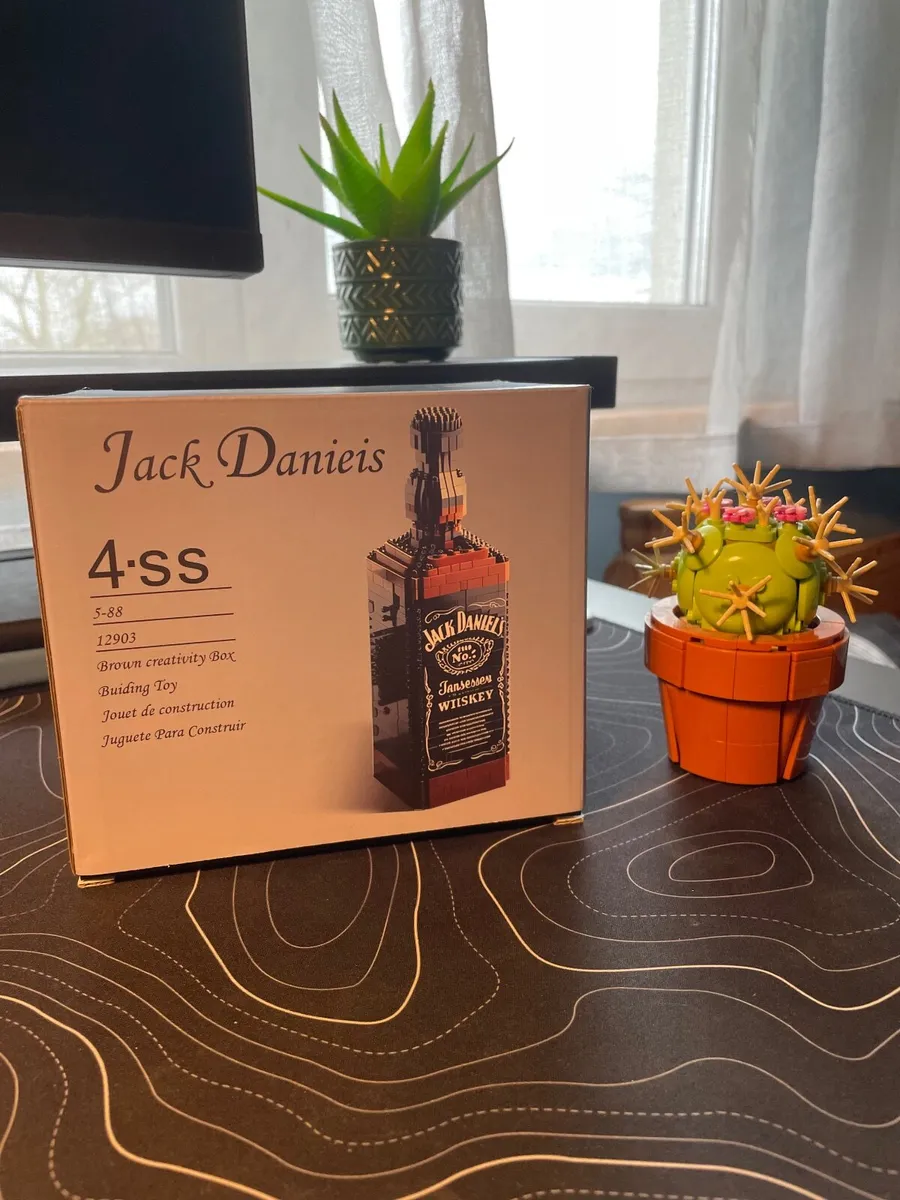 Jack Danieis
4·ss
5-88
12903
Brown creativity Box
Buiding Toy
Jouet de construction
Juguete Para Construir
JACK DANIEL'S
No.
WIISKEY